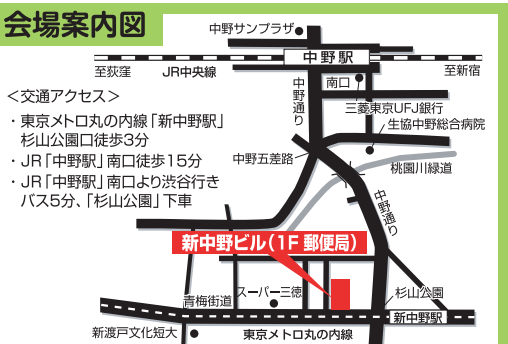 会場案内図
中野サンプラザ
中野駅
至荻窪
JR中央線
至新宿
南口
中野通り
三菱東京UFJ銀行
生協中野総合病院
<交通アクセス>
・東京メトロ丸の内線「新中野駅」
杉山公園口徒歩3分
・JR「中野駅」南口徒歩15分
・JR「中野駅」南口より渋谷行き
バス5分、「杉山公園」下車
中野五差路
桃園川緑道
中野通り
新中野ビル(1F 郵便局)
青梅街道
スーパー三徳
杉山公園
新中野駅
新渡戸文化短大
東京メトロ丸の内線